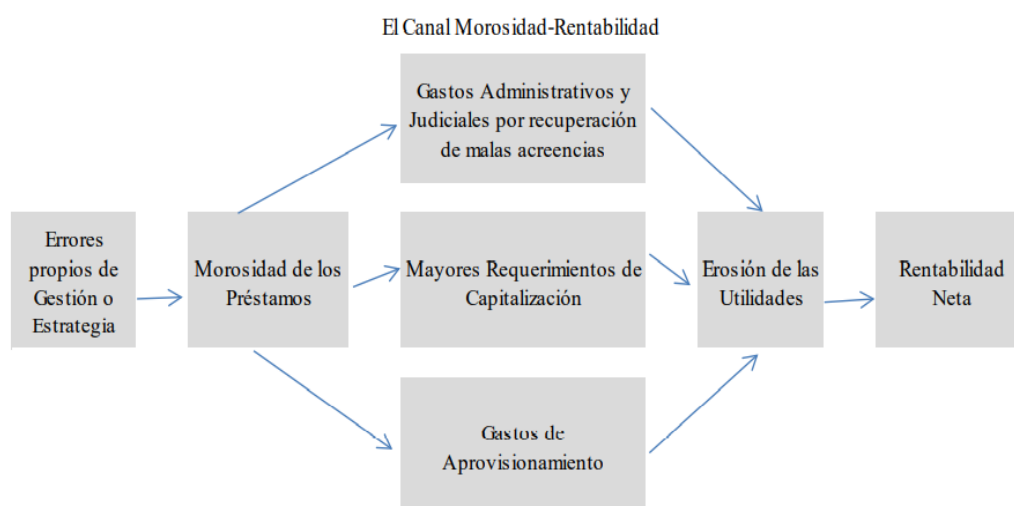 El Canal Morosidad-Rentabilidad
Gastos Administrativos y
Judiciales por recuperación
de malas acreencias
Errores
propios de
Gestión o
Estrategia
Morosidad de los
Préstamos
Mayores Requerimientos de
Capitalización
Erosión de las
Utilidades
Rentabilidad
Neta
Gastos de
Aprovisionamiento